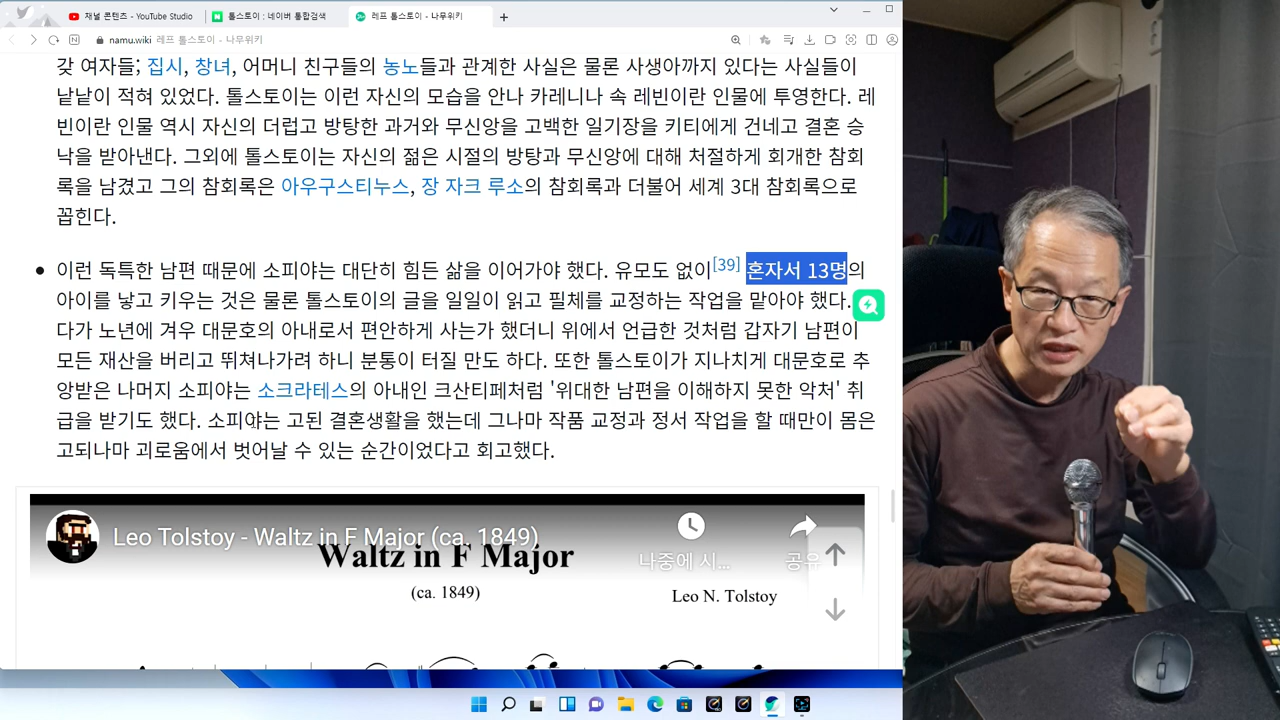 재널 콘텐츠 - YouTube Studio
톨스토이 : 네이버 통합검색
레프 톨스토이 - 나무위키
namu.wiki 레프 톨스토이 - 나무위키
갖 여자들; 집시, 창녀, 어머니 친구들의 농노들과 관계한 사실은 물론 사생아까지 있다는 사실들이
낱낱이 적혀 있었다. 톨스토이는 이런 자신의 모습을 안나 카레니나 속 레빈이란 인물에 투영한다. 레
빈이란 인물 역시 자신의 더럽고 방탕한 과거와 무신앙을 고백한 일기장을 키티에게 건네고 결혼 승
낙을 받아낸다. 그외에 톨스토이는 자신의 젊은 시절의 방탕과 무신앙에 대해 처절하게 회개한 참회
록을 남겼고 그의 참회록은 아우구스티누스, 장 자크 루소의 참회록과 더불어 세계 3대 참회록으로
꼽힌다.
이런 독특한 남편 때문에 소피야는 대단히 힘든 삶을 이어가야 했다. 유모도 없이[39] 혼자서 13명의
아이를 낳고 키우는 것은 물론 톨스토이의 글을 일일이 읽고 필체를 교정하는 작업을 맡아야 했다.
다가 노년에 겨우 대문호의 아내로서 편안하게 사는가 했더니 위에서 언급한 것처럼 갑자기 남편이
모든 재산을 버리고 뛰쳐나가려 하니 분통이 터질 만도 하다. 또한 톨스토이가 지나치게 대문호로 추
앙받은 나머지 소피야는 소크라테스의 아내인 크산티페처럼 '위대한 남편을 이해하지 못한 악처' 취
급을 받기도 했다. 소피야는 고된 결혼생활을 했는데 그나마 작품 교정과 정서 작업을 할 때만이 몸은
고되나마 괴로움에서 벗어날 수 있는 순간이었다고 회고했다.
Leo Tolstoy - Waltz in F Major (ca. 1849)
나중에 시...
공유
Waltz in F Major
(ca. 1849)
Leo N. Tolstoy